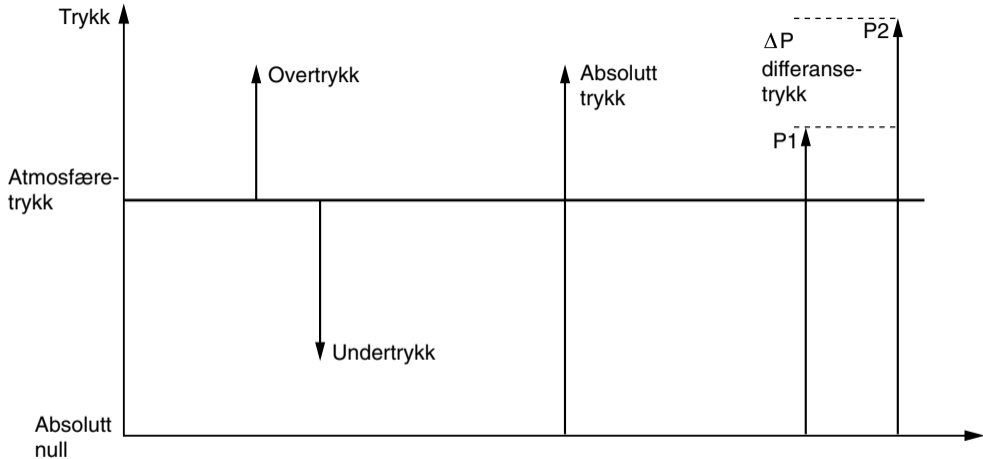 Trykk
Overtrykk
Absolutt
trykk
ΔP
differanse-
trykk
P2
P1
Atmosfære-
trykk
Undertrykk
Absolutt
null